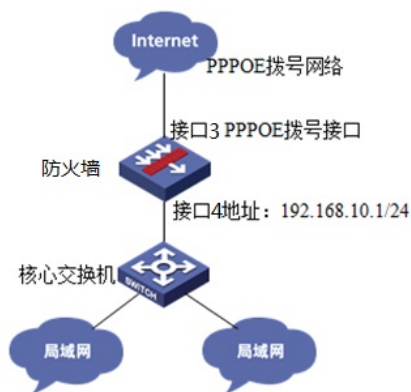 Internet
PPPOE拨号网络
接口3 PPPOE拨号接口
防火墙
接口4地址：192.168.10.1/24
核心交换机
SWITCH
局域网
局域网